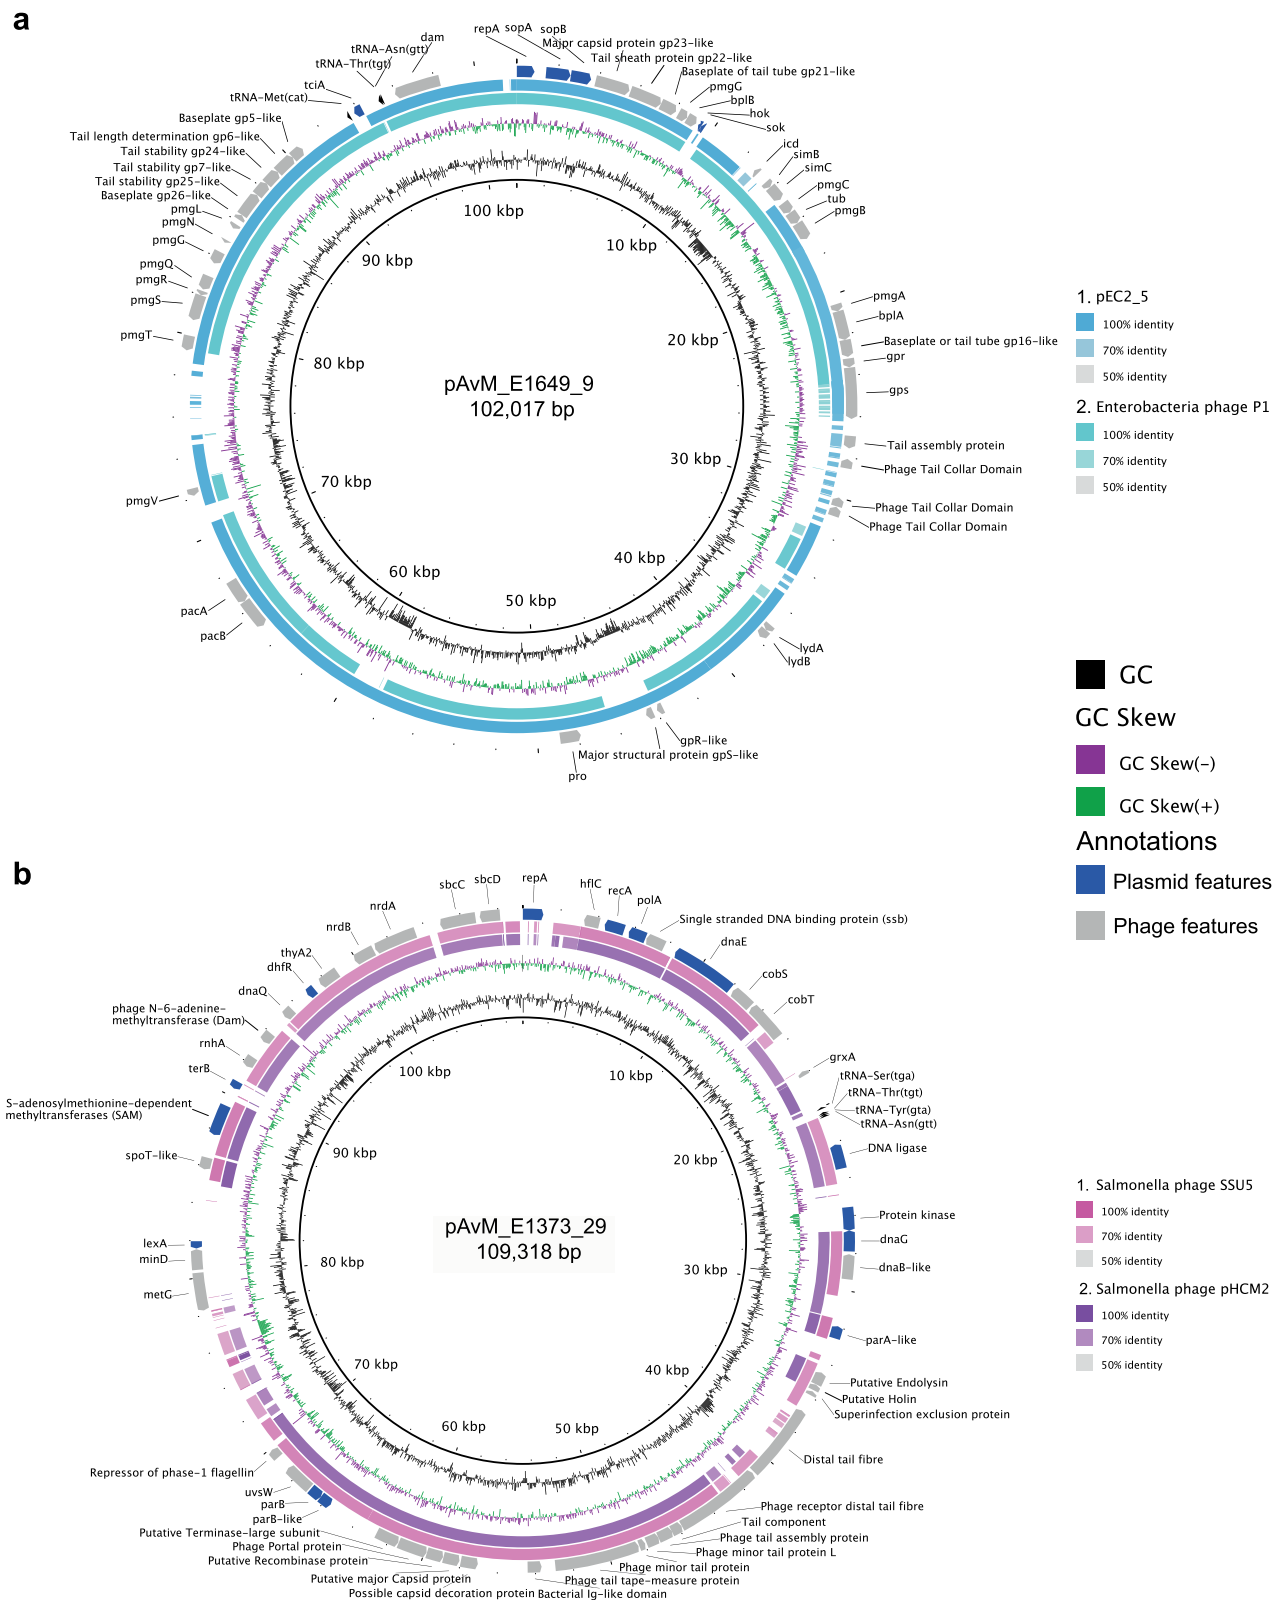 a
repA
sopA
sopB
Majpr capsid protein gp23-like
Tail sheath protein gp22-like
Baseplate of tail tube gp21-like
pmgG
bplB
hok
sok
icd
simB
simC
pmgC
tub
pmgB
pmgA
bplA
Baseplate or tail tube gp16-like
gpr
gps
Tail assembly protein
Phage Tail Collar Domain
Phage Tail Collar Domain
Phage Tail Collar Domain
lydA
lydB
gpR-like
Major structural protein gpS-like
pro
pacB
pacA
pmgV
pmgT
pmgS
pmgR
pmgQ
pmgG
pmgN
pmgL
Baseplate gp26-like
Tail stability gp25-like
Tail stability gp7-like
Tail stability gp24-like
Tail length determination gp6-like
Baseplate gp5-like
tRNA-Met(cat)
tciA
tRNA-Thr(tgt)
tRNA-Asn(gtt)
dam
100 kbp
10 kbp
20 kbp
30 kbp
40 kbp
50 kbp
60 kbp
70 kbp
80 kbp
90 kbp
pAvM_E1649_9
102,017 bp
1. pEC2_5
100% identity
70% identity
50% identity
2. Enterobacteria phage P1
100% identity
70% identity
50% identity
GC
GC Skew
GC Skew(-)
GC Skew(+)
Annotations
Plasmid features
Phage features
b
repA
hflC
recA
polA
Single stranded DNA binding protein (ssb)
dnaE
cobS
cobT
grxA
tRNA-Ser(tga)
tRNA-Thr(tgt)
tRNA-Tyr(gta)
tRNA-Asn(gtt)
DNA ligase
Protein kinase
dnaG
dnaB-like
parA-like
Putative Endolysin
Putative Holin
Superinfection exclusion protein
Distal tail fibre
Phage receptor distal tail fibre
Tail component
Phage tail assembly protein
Phage minor tail protein L
Phage minor tail protein
Phage tail tape-measure protein
Bacterial Ig-like domain
Possible capsid decoration protein
Putative major Capsid protein
Putative Recombinase protein
Phage Portal protein
Putative Terminase-large subunit
parB-like
parB
uvsW
Repressor of phase-1 flagellin
metG
minD
lexA
spoT-like
S-adenosylmethionine-dependent
methyltransferases (SAM)
terB
rnhA
phage N-6-adenine-
methyltransferase (Dam)
dnaQ
dhfR
thyA2
nrdB
nrdA
sbcC
sbcD
10 kbp
20 kbp
30 kbp
40 kbp
50 kbp
60 kbp
70 kbp
80 kbp
90 kbp
100 kbp
pAvM_E1373_29
109,318 bp
1. Salmonella phage SSU5
100% identity
70% identity
50% identity
2. Salmonella phage pHCM2
100% identity
70% identity
50% identity